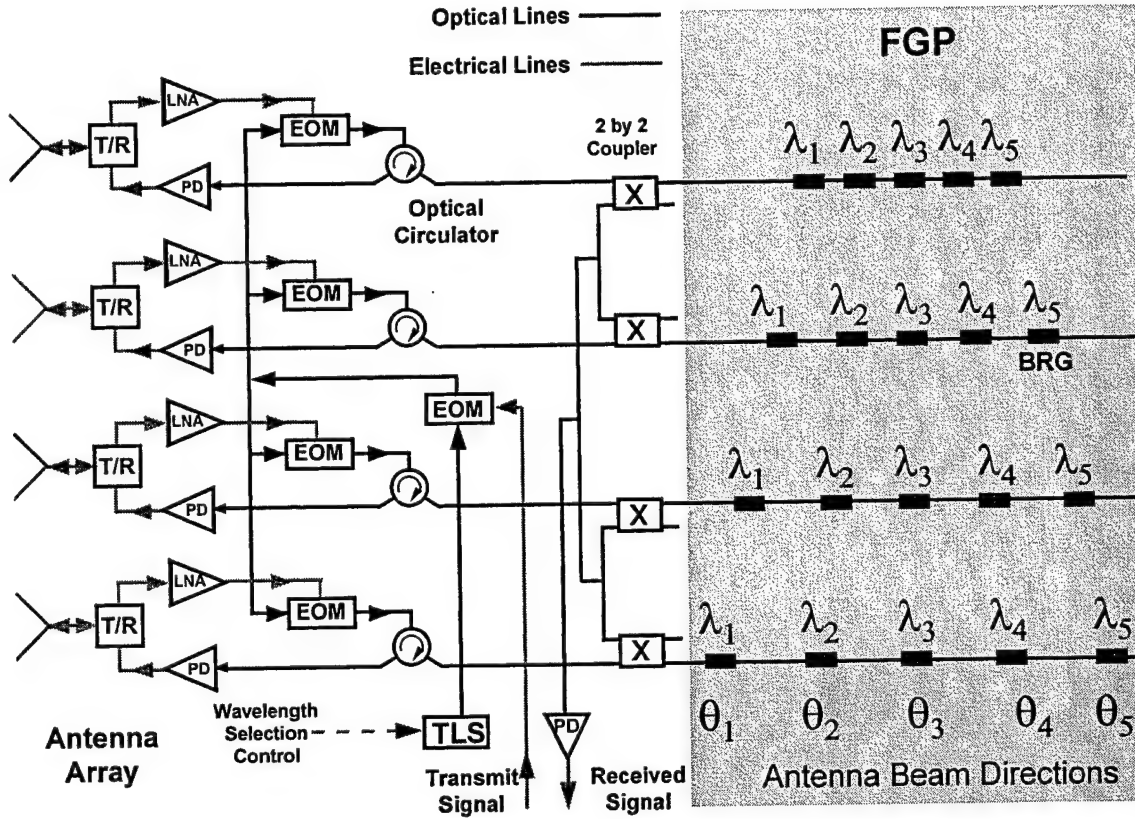 Optical Lines
Electrical Lines
FGP
LNA
EOM
T/R
PD
2 by 2
Coupler
X
λ1 λ2 λ3 λ4 λ5
Optical
Circulator
LNA
EOM
T/R
PD
X
λ1 λ2 λ3 λ4 λ5
BRG
EOM
LNA
EOM
T/R
PD
X
λ1 λ2 λ3 λ4 λ5
LNA
EOM
T/R
PD
X
λ1 λ2 λ3 λ4 λ5
Wavelength
Selection
Control
TLS
PD
θ1 θ2 θ3 θ4 θ5
Antenna
Array
Transmit
Signal
Received
Signal
Antenna Beam Directions